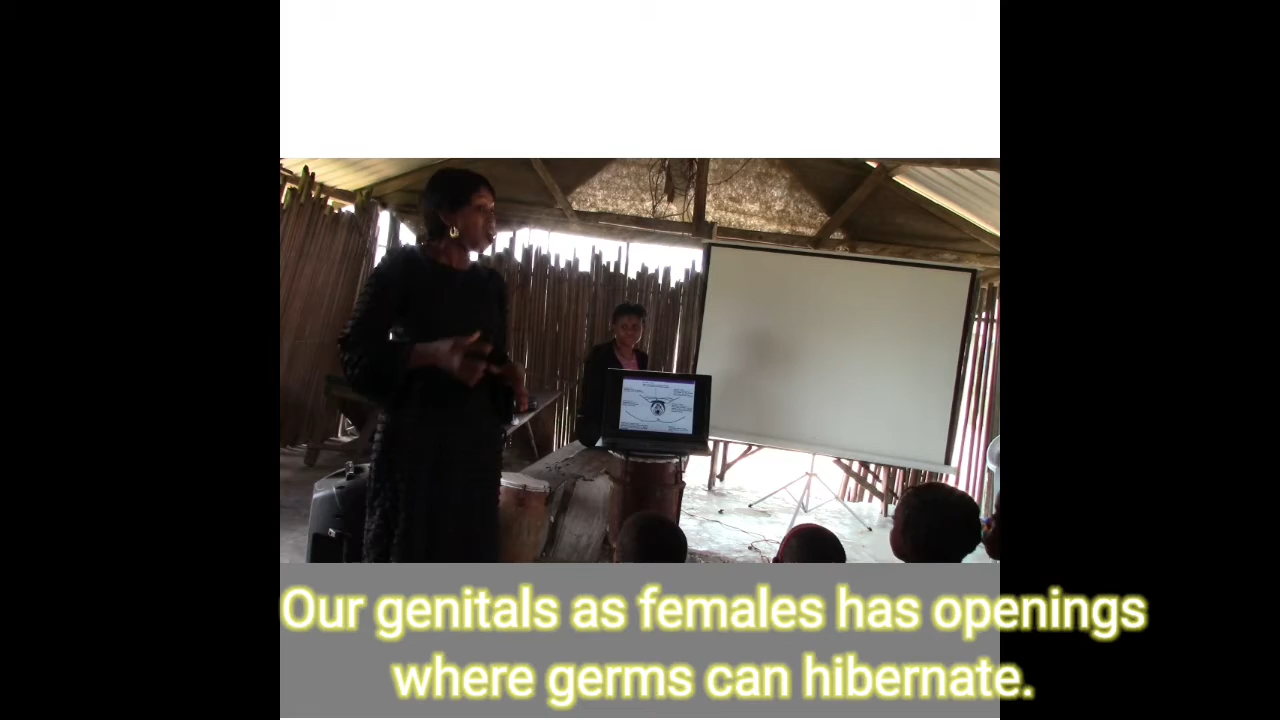 Our genitals as females has openings
where germs can hibernate.